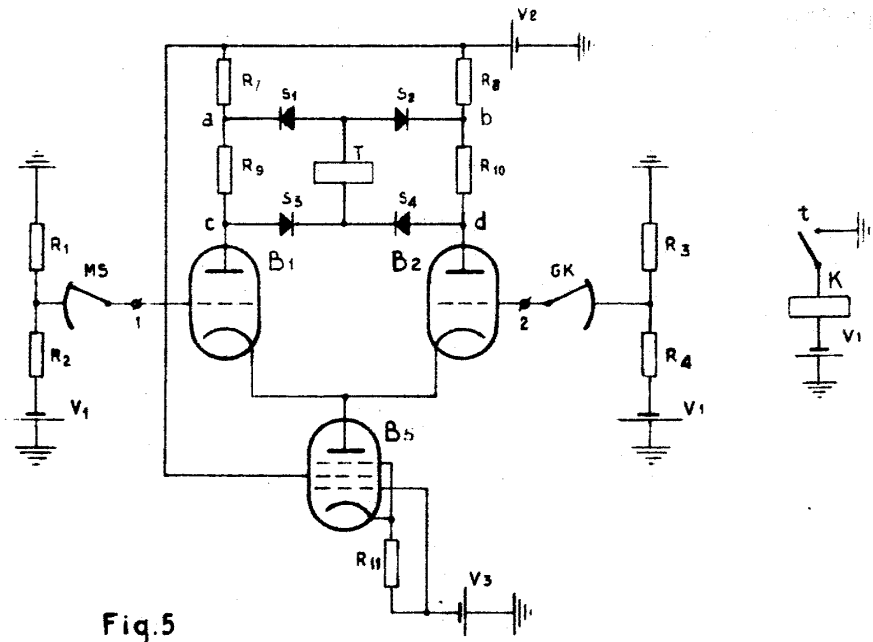 V2
R7
R8
S1
S2
a
b
R9
T
R10
S3
S4
c
d
t
R1
MS
B1
B2
GK
R3
K
1
2
R2
R4
V1
V1
V1
B5
R11
V3
Fig.5